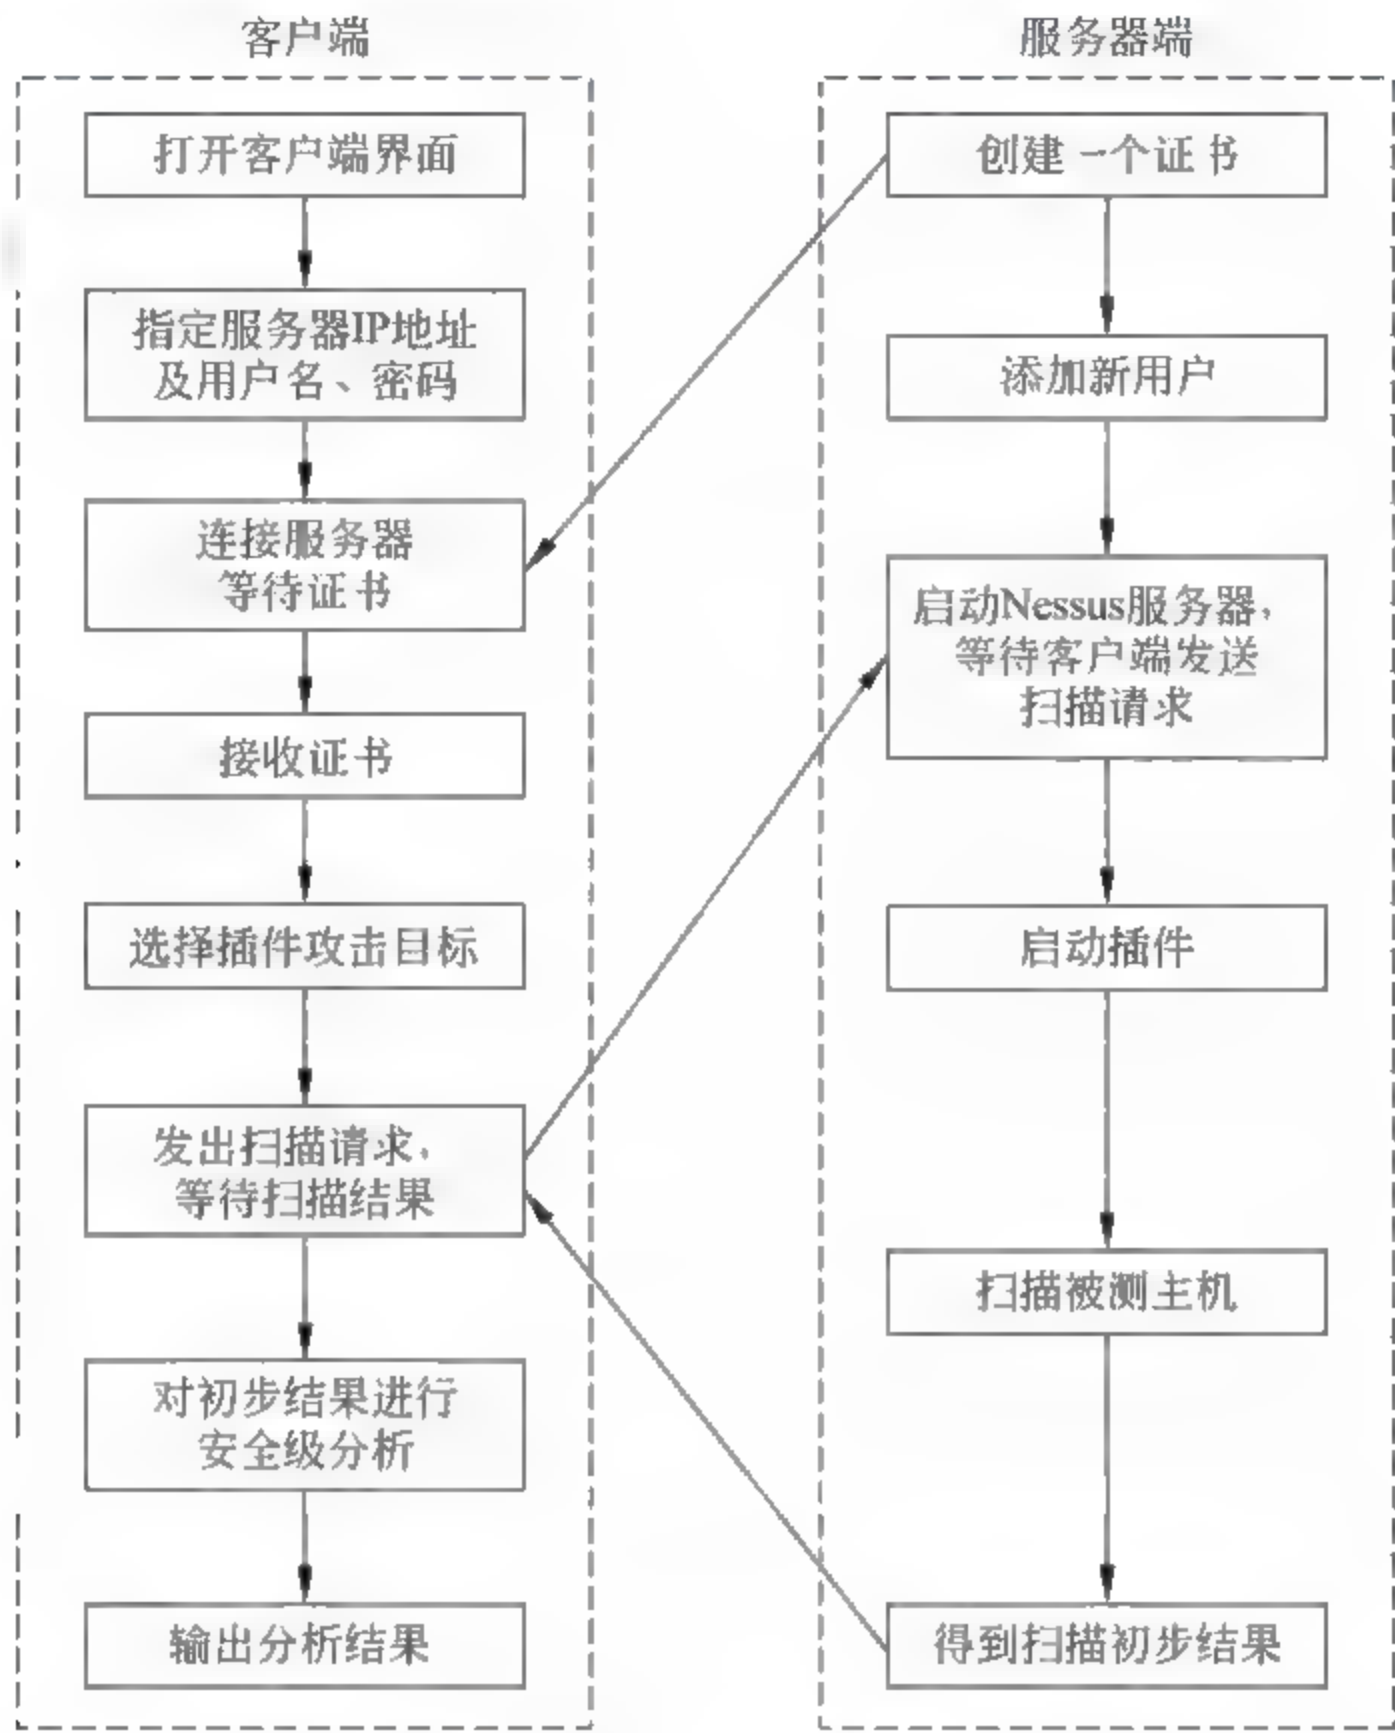 客户端
打开客户端界面
指定服务器IP地址
及用户名、密码
连接服务器
等待证书
接收证书
选择插件攻击目标
发出扫描请求，
等待扫描结果
对初步结果进行
安全级分析
输出分析结果
服务器端
创建一个证书
添加新用户
启动Nessus服务器，
等待客户端发送
扫描请求
启动插件
扫描被测主机
得到扫描初步结果